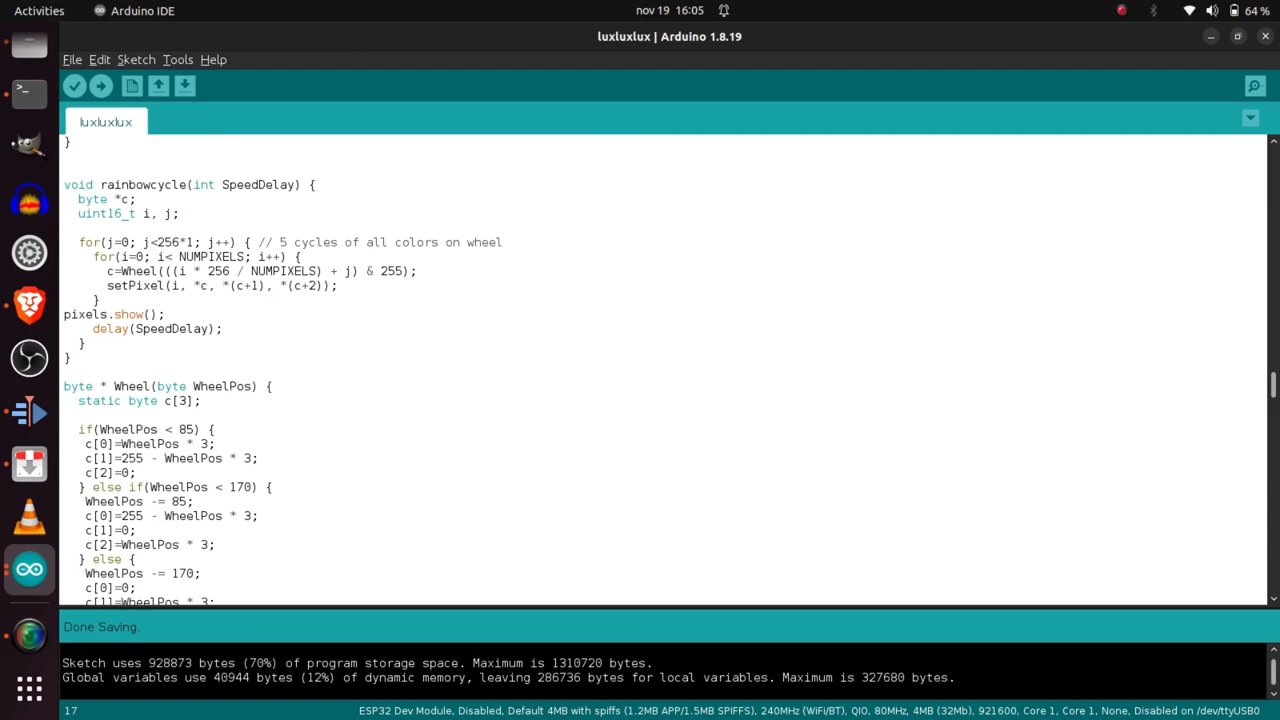 Activities
Arduino IDE
nov 19 16:05
64 %
luxluxlux | Arduino 1.8.19
File Edit Sketch Tools Help
luxluxlux
}
void rainbowcycle(int SpeedDelay) {
  byte *c;
  uint16_t i, j;
  for(j=0; j<256*1; j++) { // 5 cycles of all colors on wheel
    for(i=0; i< NUMPIXELS; i++) {
      c=Wheel(((i * 256 / NUMPIXELS) + j) & 255);
      setPixel(i, *c, *(c+1), *(c+2));
    }
pixels.show();
    delay(SpeedDelay);
  }
}
byte * Wheel(byte WheelPos) {
  static byte c[3];
  if(WheelPos < 85) {
   c[0]=WheelPos * 3;
   c[1]=255 - WheelPos * 3;
   c[2]=0;
  } else if(WheelPos < 170) {
   WheelPos -= 85;
   c[0]=255 - WheelPos * 3;
   c[1]=0;
   c[2]=WheelPos * 3;
  } else {
   WheelPos -= 170;
   c[0]=0;
   c[1]=WheelPos * 3;
Done Saving.
Sketch uses 928873 bytes (70%) of program storage space. Maximum is 1310720 bytes.
Global variables use 40944 bytes (12%) of dynamic memory, leaving 286736 bytes for local variables. Maximum is 327680 bytes.
17
ESP32 Dev Module, Disabled, Default 4MB with spiffs (1.2MB APP/1.5MB SPIFFS), 240MHz (WiFi/BT), QIO, 80MHz, 4MB (32Mb), 921600, Core 1, Core 1, None, Disabled on /dev/ttyUSB0